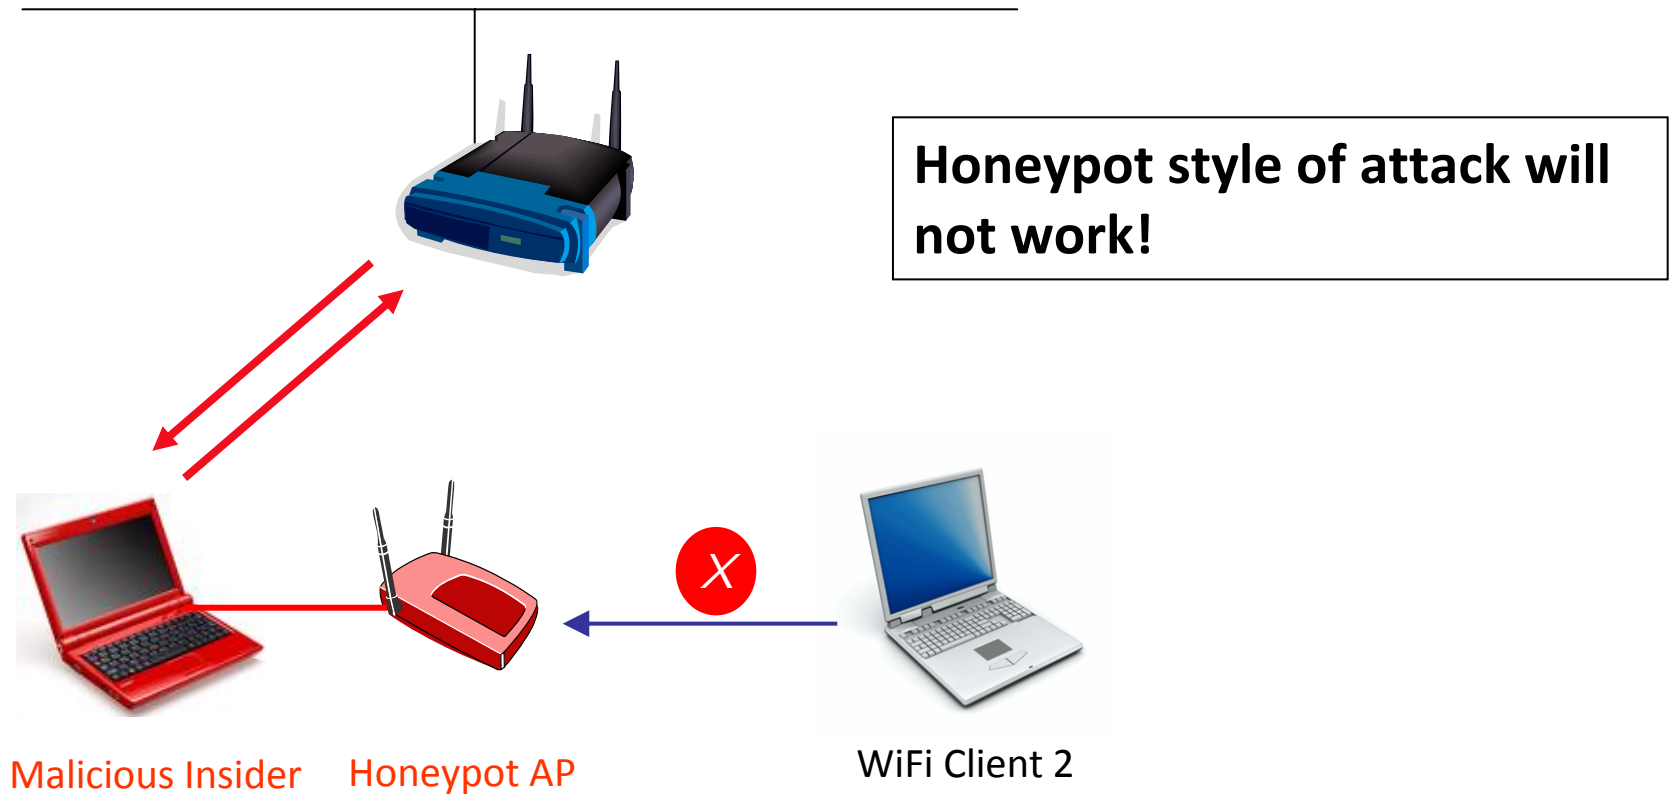 Honeypot style of attack will
not work!
X
Malicious Insider
Honeypot AP
WiFi Client 2